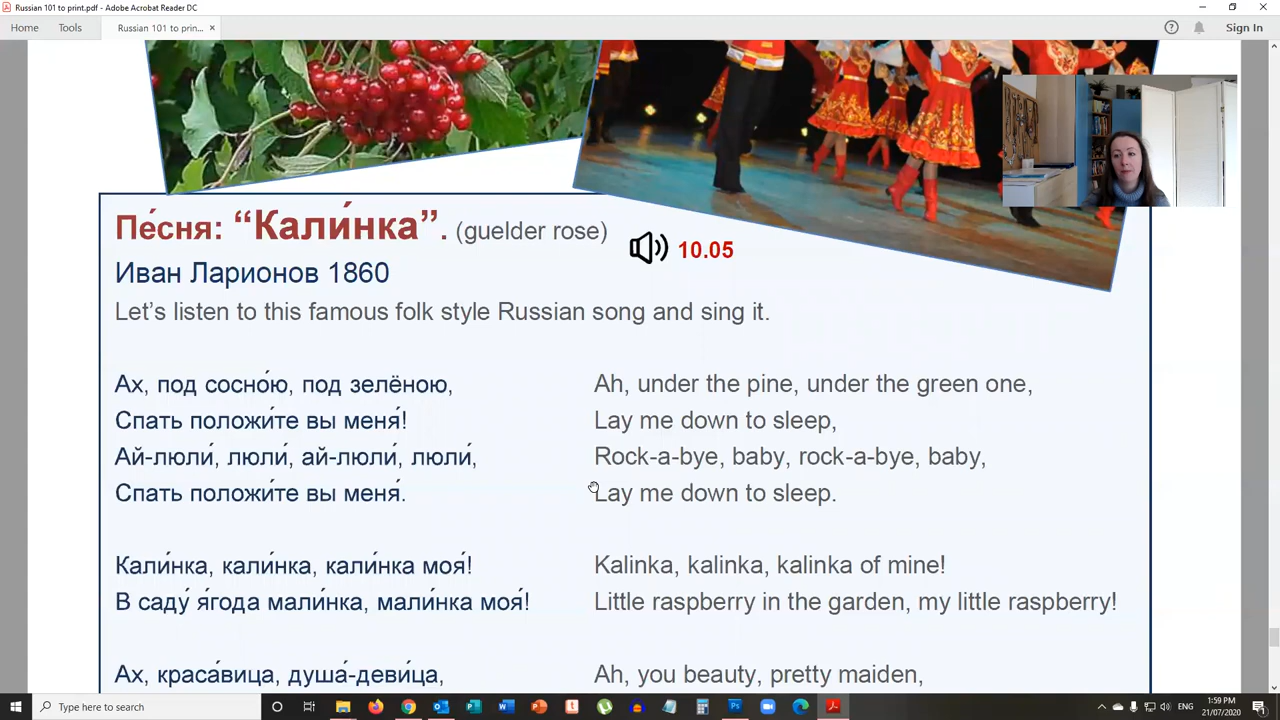 Russian 101 to print.pdf - Adobe Acrobat Reader DC
Home Tools Russian 101 to prin... × Sign In
Пе́сня: “Кали́нка”. (guelder rose) 10.05
Иван Ларионов 1860
Let’s listen to this famous folk style Russian song and sing it.
Ах, под сосно́ю, под зелёною,
Спать положи́те вы меня́!
Ай-люли́, люли́, ай-люли́, люли́,
Спать положи́те вы меня́.
Кали́нка, кали́нка, кали́нка моя́!
В саду́ я́года мали́нка, мали́нка моя́!
Ах, краса́вица, душа́-деви́ца,
Ah, under the pine, under the green one,
Lay me down to sleep,
Rock-a-bye, baby, rock-a-bye, baby,
Lay me down to sleep.
Kalinka, kalinka, kalinka of mine!
Little raspberry in the garden, my little raspberry!
Ah, you beauty, pretty maiden,
Type here to search
ENG
1:59 PM
21/07/2020